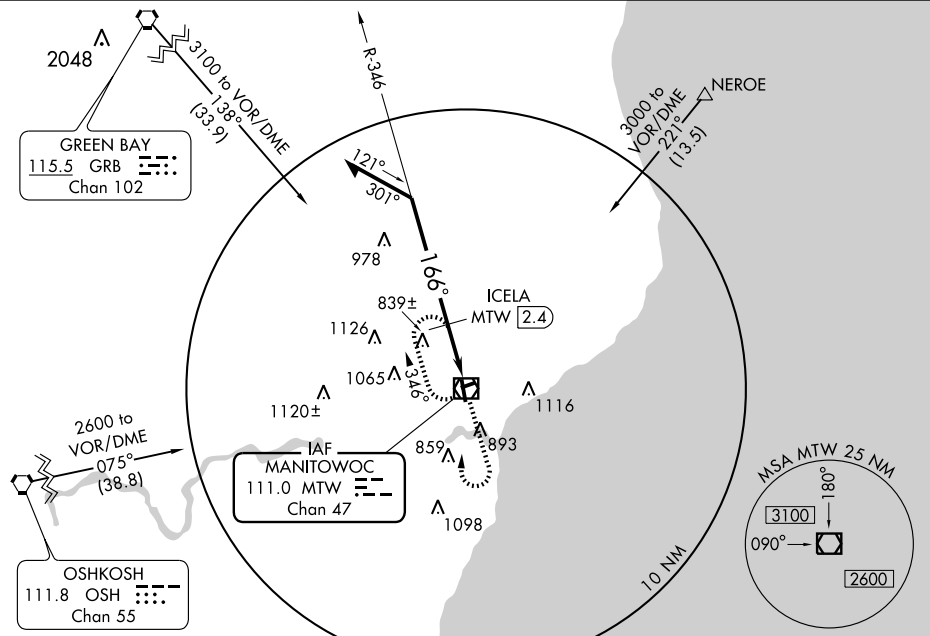 2048
3100 to VOR/DME
138°
(33.9)
R-346
3000 to
VOR/DME
221°
(13.5)
NEROE
GREEN BAY
115.5 GRB
Chan 102
121°
301°
978
166°
839±
ICELA
MTW 2.4
1126
1065
346°
1120±
1116
2600 to
VOR/DME
075°
(38.8)
IAF
MANITOWOC
111.0 MTW
Chan 47
859
893
1098
OSHKOSH
111.8 OSH
Chan 55
10 NM
MSA MTW 25 NM
180°
3100
090°
2600